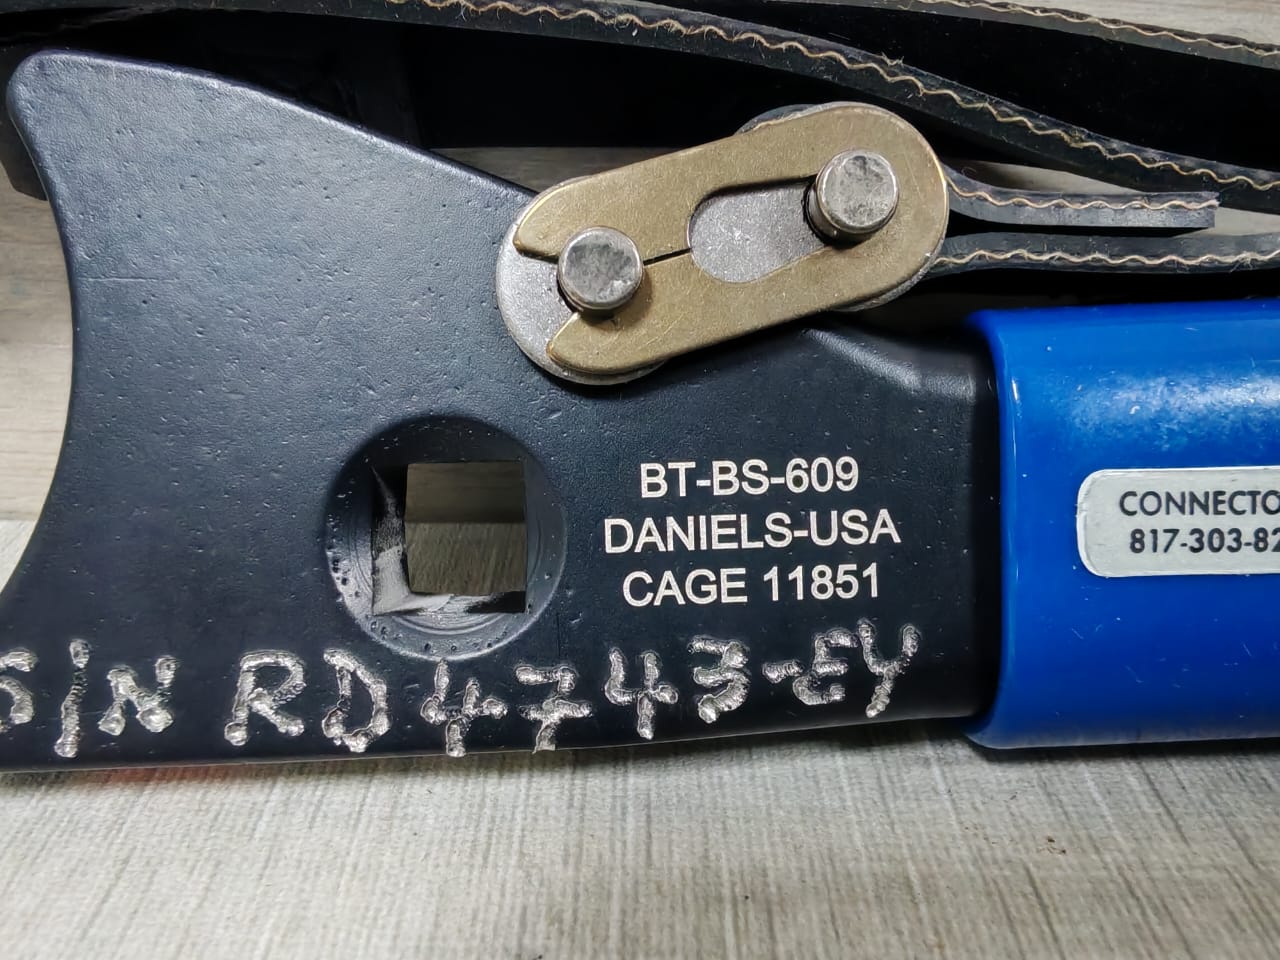 BT-BS-609
DANIELS-USA
CAGE 11851
CONNECTO
817-303-82
S/N RD4743-EY